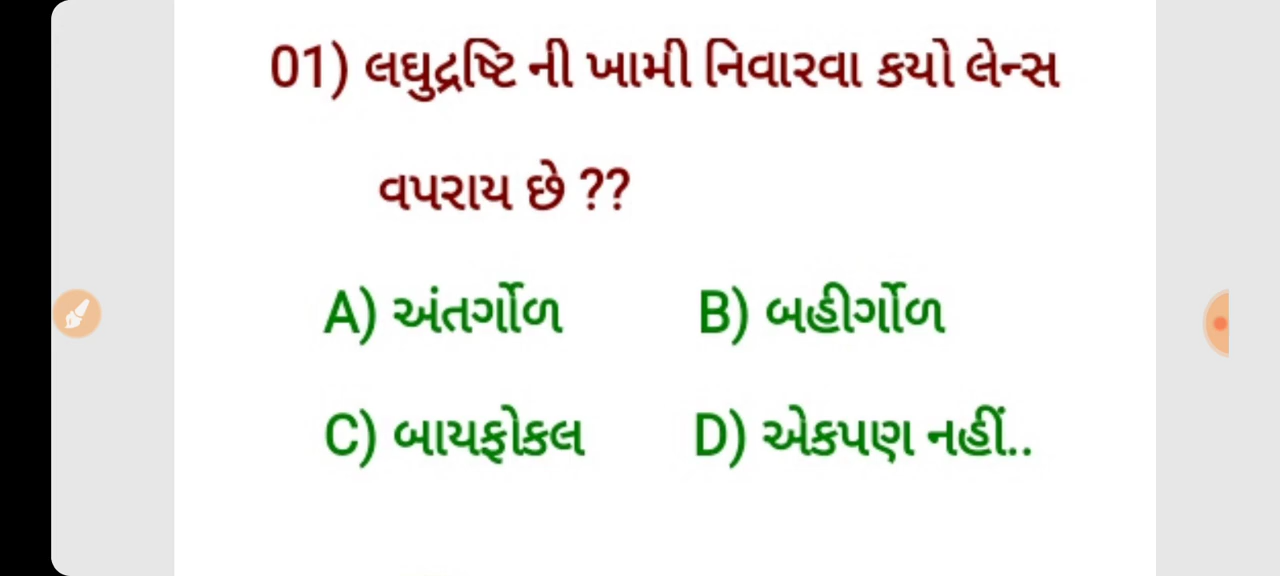 01) લઘુદ્રષ્ટિ ની ખામી નિવારવા કયો લેન્સ
વપરાય છે ??
A) અંતર્ગોળ B) બહીર્ગોળ
C) બાયફોકલ D) એકપણ નહીં..